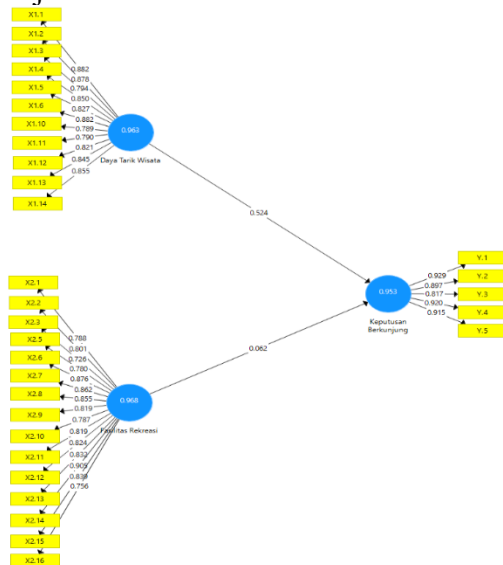 X1.1
X1.2
X1.3
X1.4
X1.5
X1.6
X1.10
X1.11
X1.12
X1.13
X1.14
0.882
0.878
0.794
0.850
0.827
0.882
0.789
0.790
0.821
0.845
0.855
0.963
Daya Tarik Wisata
0.524
X2.1
X2.2
X2.3
X2.5
X2.6
X2.7
X2.8
X2.9
X2.10
X2.11
X2.12
X2.13
X2.14
X2.15
X2.16
0.788
0.801
0.726
0.780
0.876
0.862
0.855
0.819
0.787
0.819
0.824
0.832
0.905
0.839
0.756
0.968
Fasilitas Rekreasi
0.062
0.953
Keputusan
Berkunjung
0.929
0.897
0.817
0.920
0.915
Y.1
Y.2
Y.3
Y.4
Y.5